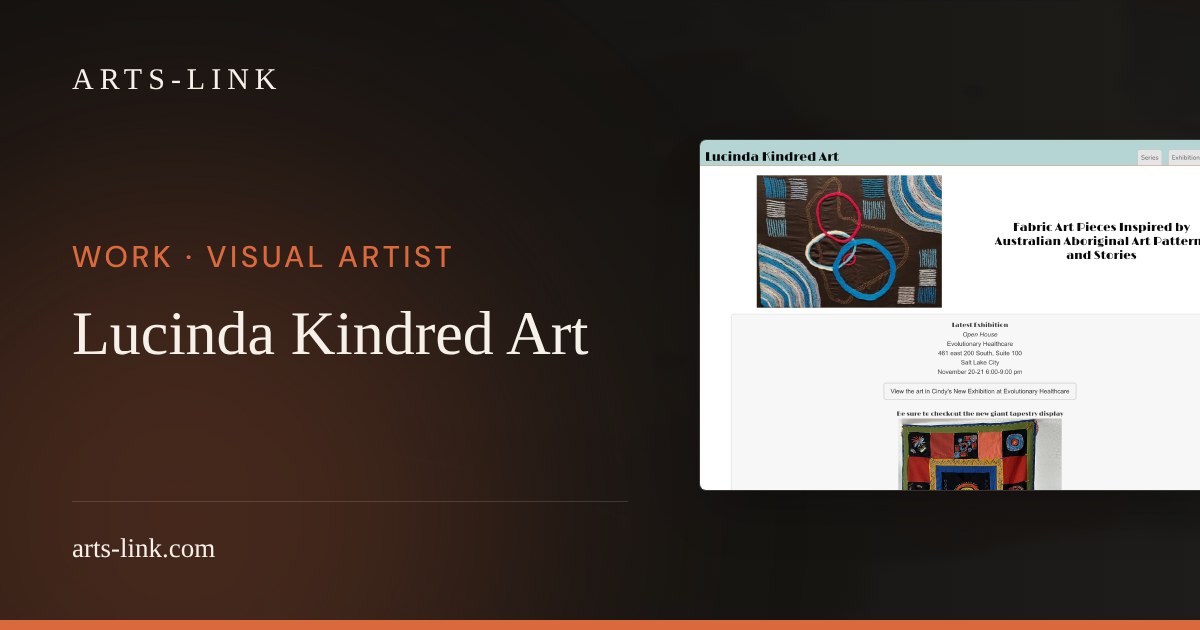 ARTS-LINK
WORK · VISUAL ARTIST
Lucinda Kindred Art
arts-link.com
Lucinda Kindred Art
Series
Exhibition
Fabric Art Pieces Inspired by
Australian Aboriginal Art Pattern
and Stories
Latest Exhibition
Open House
Evolutionary Healthcare
461 east 200 South, Suite 100
Salt Lake City
November 20-21 6:00-9:00 pm
View the art in Cindy's New Exhibition at Evolutionary Healthcare
Be sure to checkout the new giant tapestry display